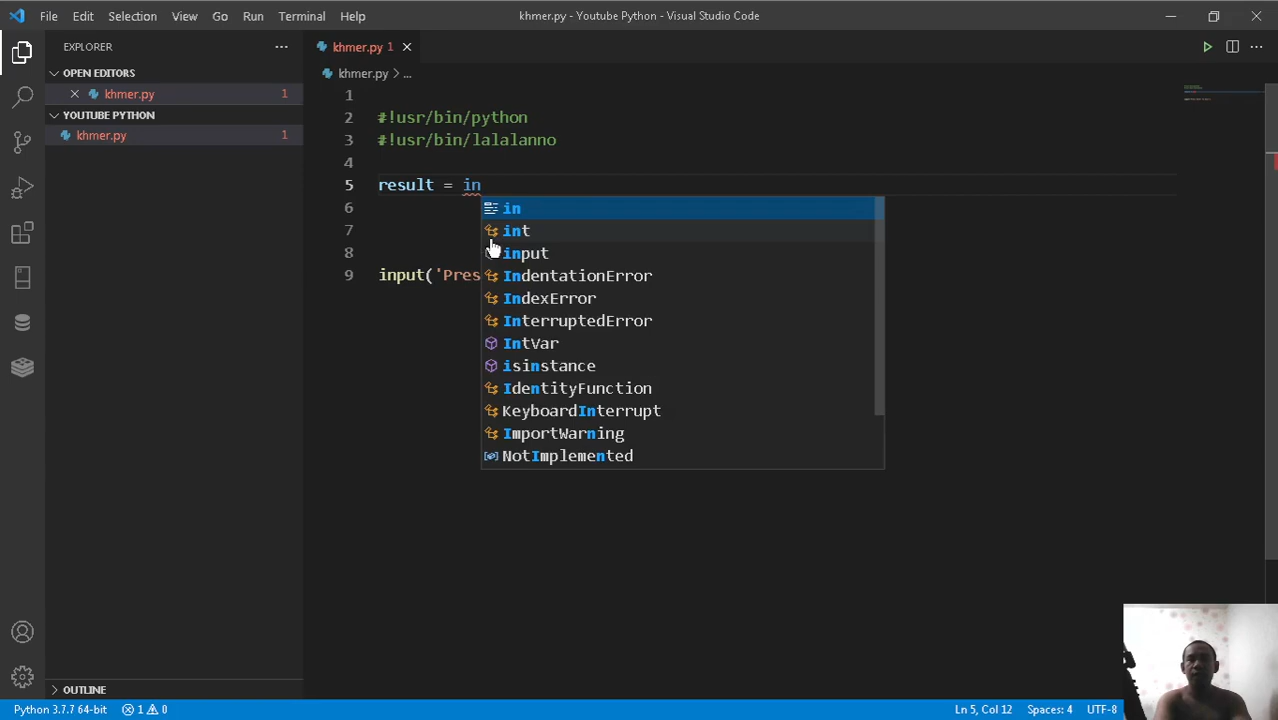 File Edit Selection View Go Run Terminal Help khmer.py - Youtube Python - Visual Studio Code
EXPLORER
OPEN EDITORS
khmer.py 1
YOUTUBE PYTHON
khmer.py 1
OUTLINE
khmer.py 1
khmer.py > ...
1
2 #!usr/bin/python
3 #!usr/bin/lalalanno
4
5 result = in
6
7
8
9 input('Pres
in
int
input
IndentationError
IndexError
InterruptedError
IntVar
isinstance
IdentityFunction
KeyboardInterrupt
ImportWarning
NotImplemented
Python 3.7.7 64-bit 1 0 Ln 5, Col 12 Spaces: 4 UTF-8